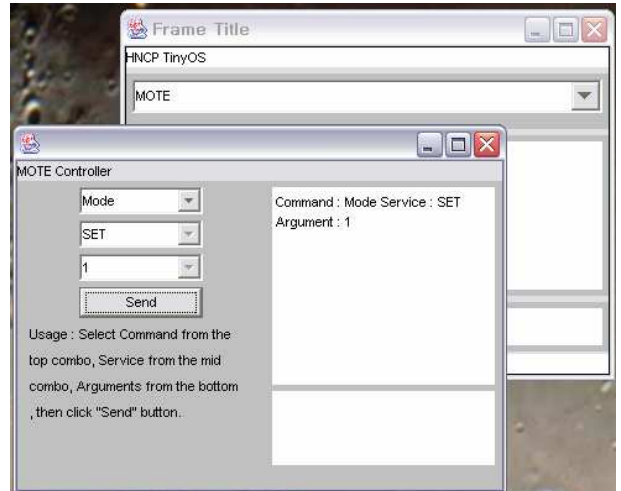 Frame Title
HNCP TinyOS
MOTE
MOTE Controller
Mode
SET
1
Send
Usage : Select Command from the
top combo, Service from the mid
combo, Arguments from the bottom
, then click "Send" button.
Command : Mode Service : SET
Argument : 1